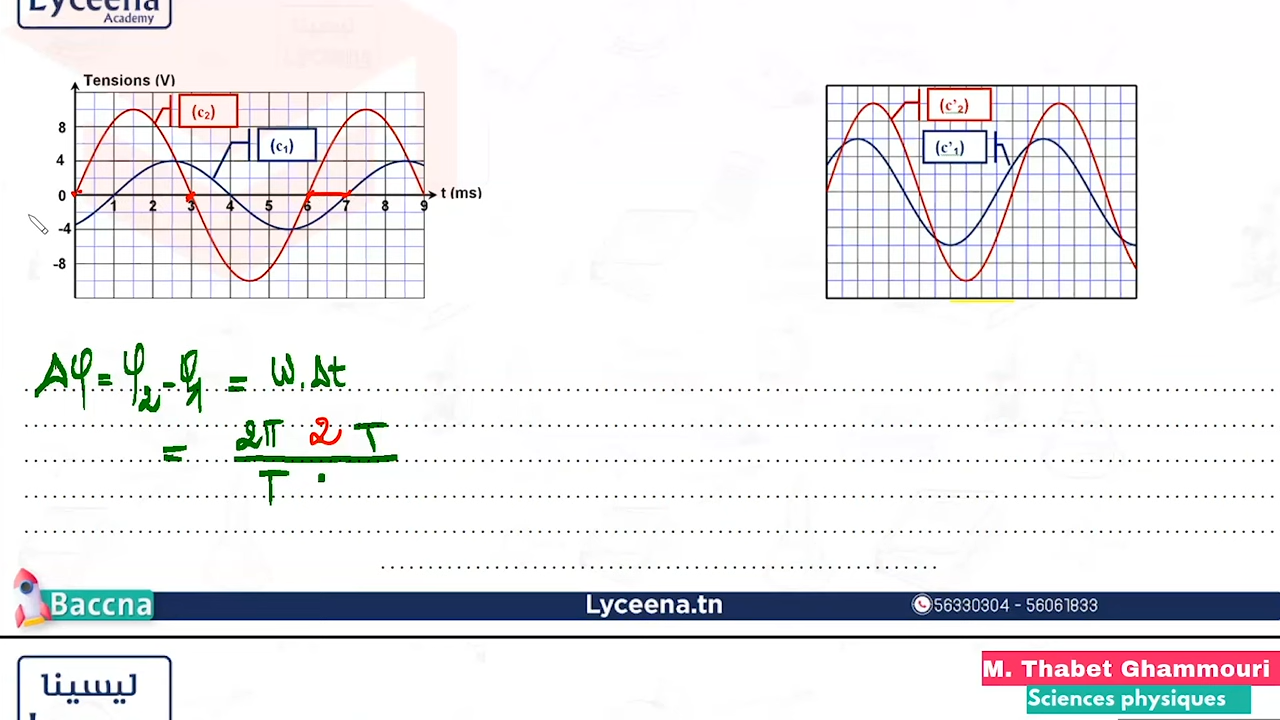 Lyceena
Academy
Tensions (V)
(c₂)
(c₁)
8
4
0
-4
-8
1 2 3 4 5 6 7 8 9
t (ms)
(c'₂)
(c'₁)
Δφ = φ₂ - φ₁ = ω . Δt
= 2π 2 T
T .
Baccna
Lyceena.tn
56330304 - 56061833
ليسينا
M. Thabet Ghammouri
Sciences physiques